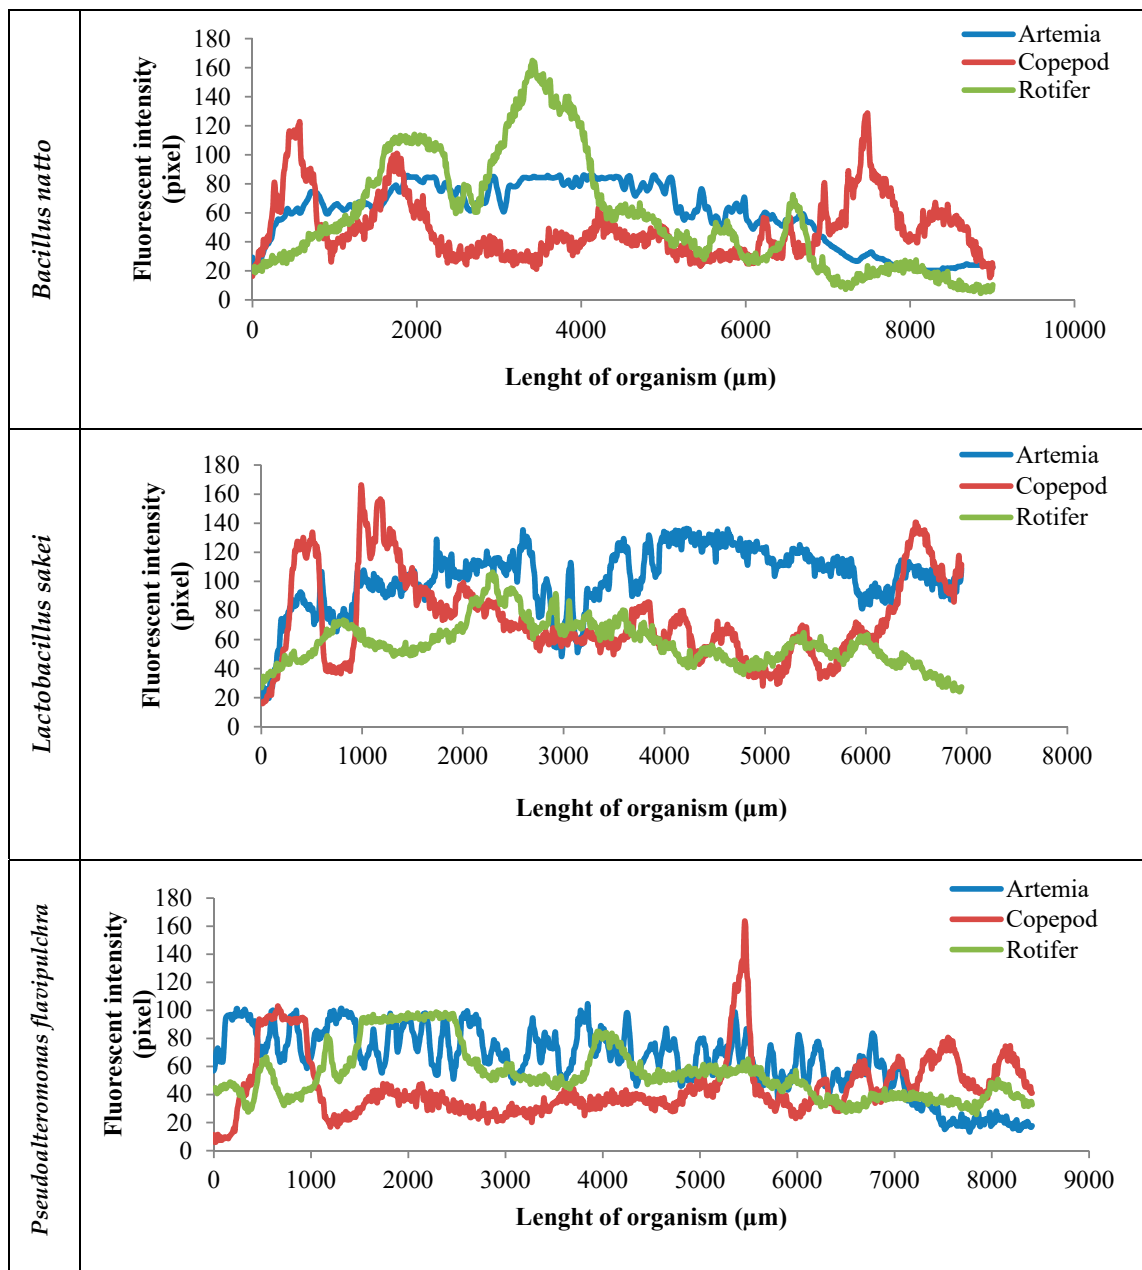 Bacillus natto
Fluorescent intensity
(pixel)
180
160
140
120
100
80
60
40
20
0
0 2000 4000 6000 8000 10000
Lenght of organism (µm)
Artemia
Copepod
Rotifer
Lactobacillus sakei
Fluorescent intensity
(pixel)
180
160
140
120
100
80
60
40
20
0
0 1000 2000 3000 4000 5000 6000 7000 8000
Lenght of organism (µm)
Artemia
Copepod
Rotifer
Pseudoalteromonas flavipulchra
Fluorescent intensity
(pixel)
180
160
140
120
100
80
60
40
20
0
0 1000 2000 3000 4000 5000 6000 7000 8000 9000
Lenght of organism (µm)
Artemia
Copepod
Rotifer